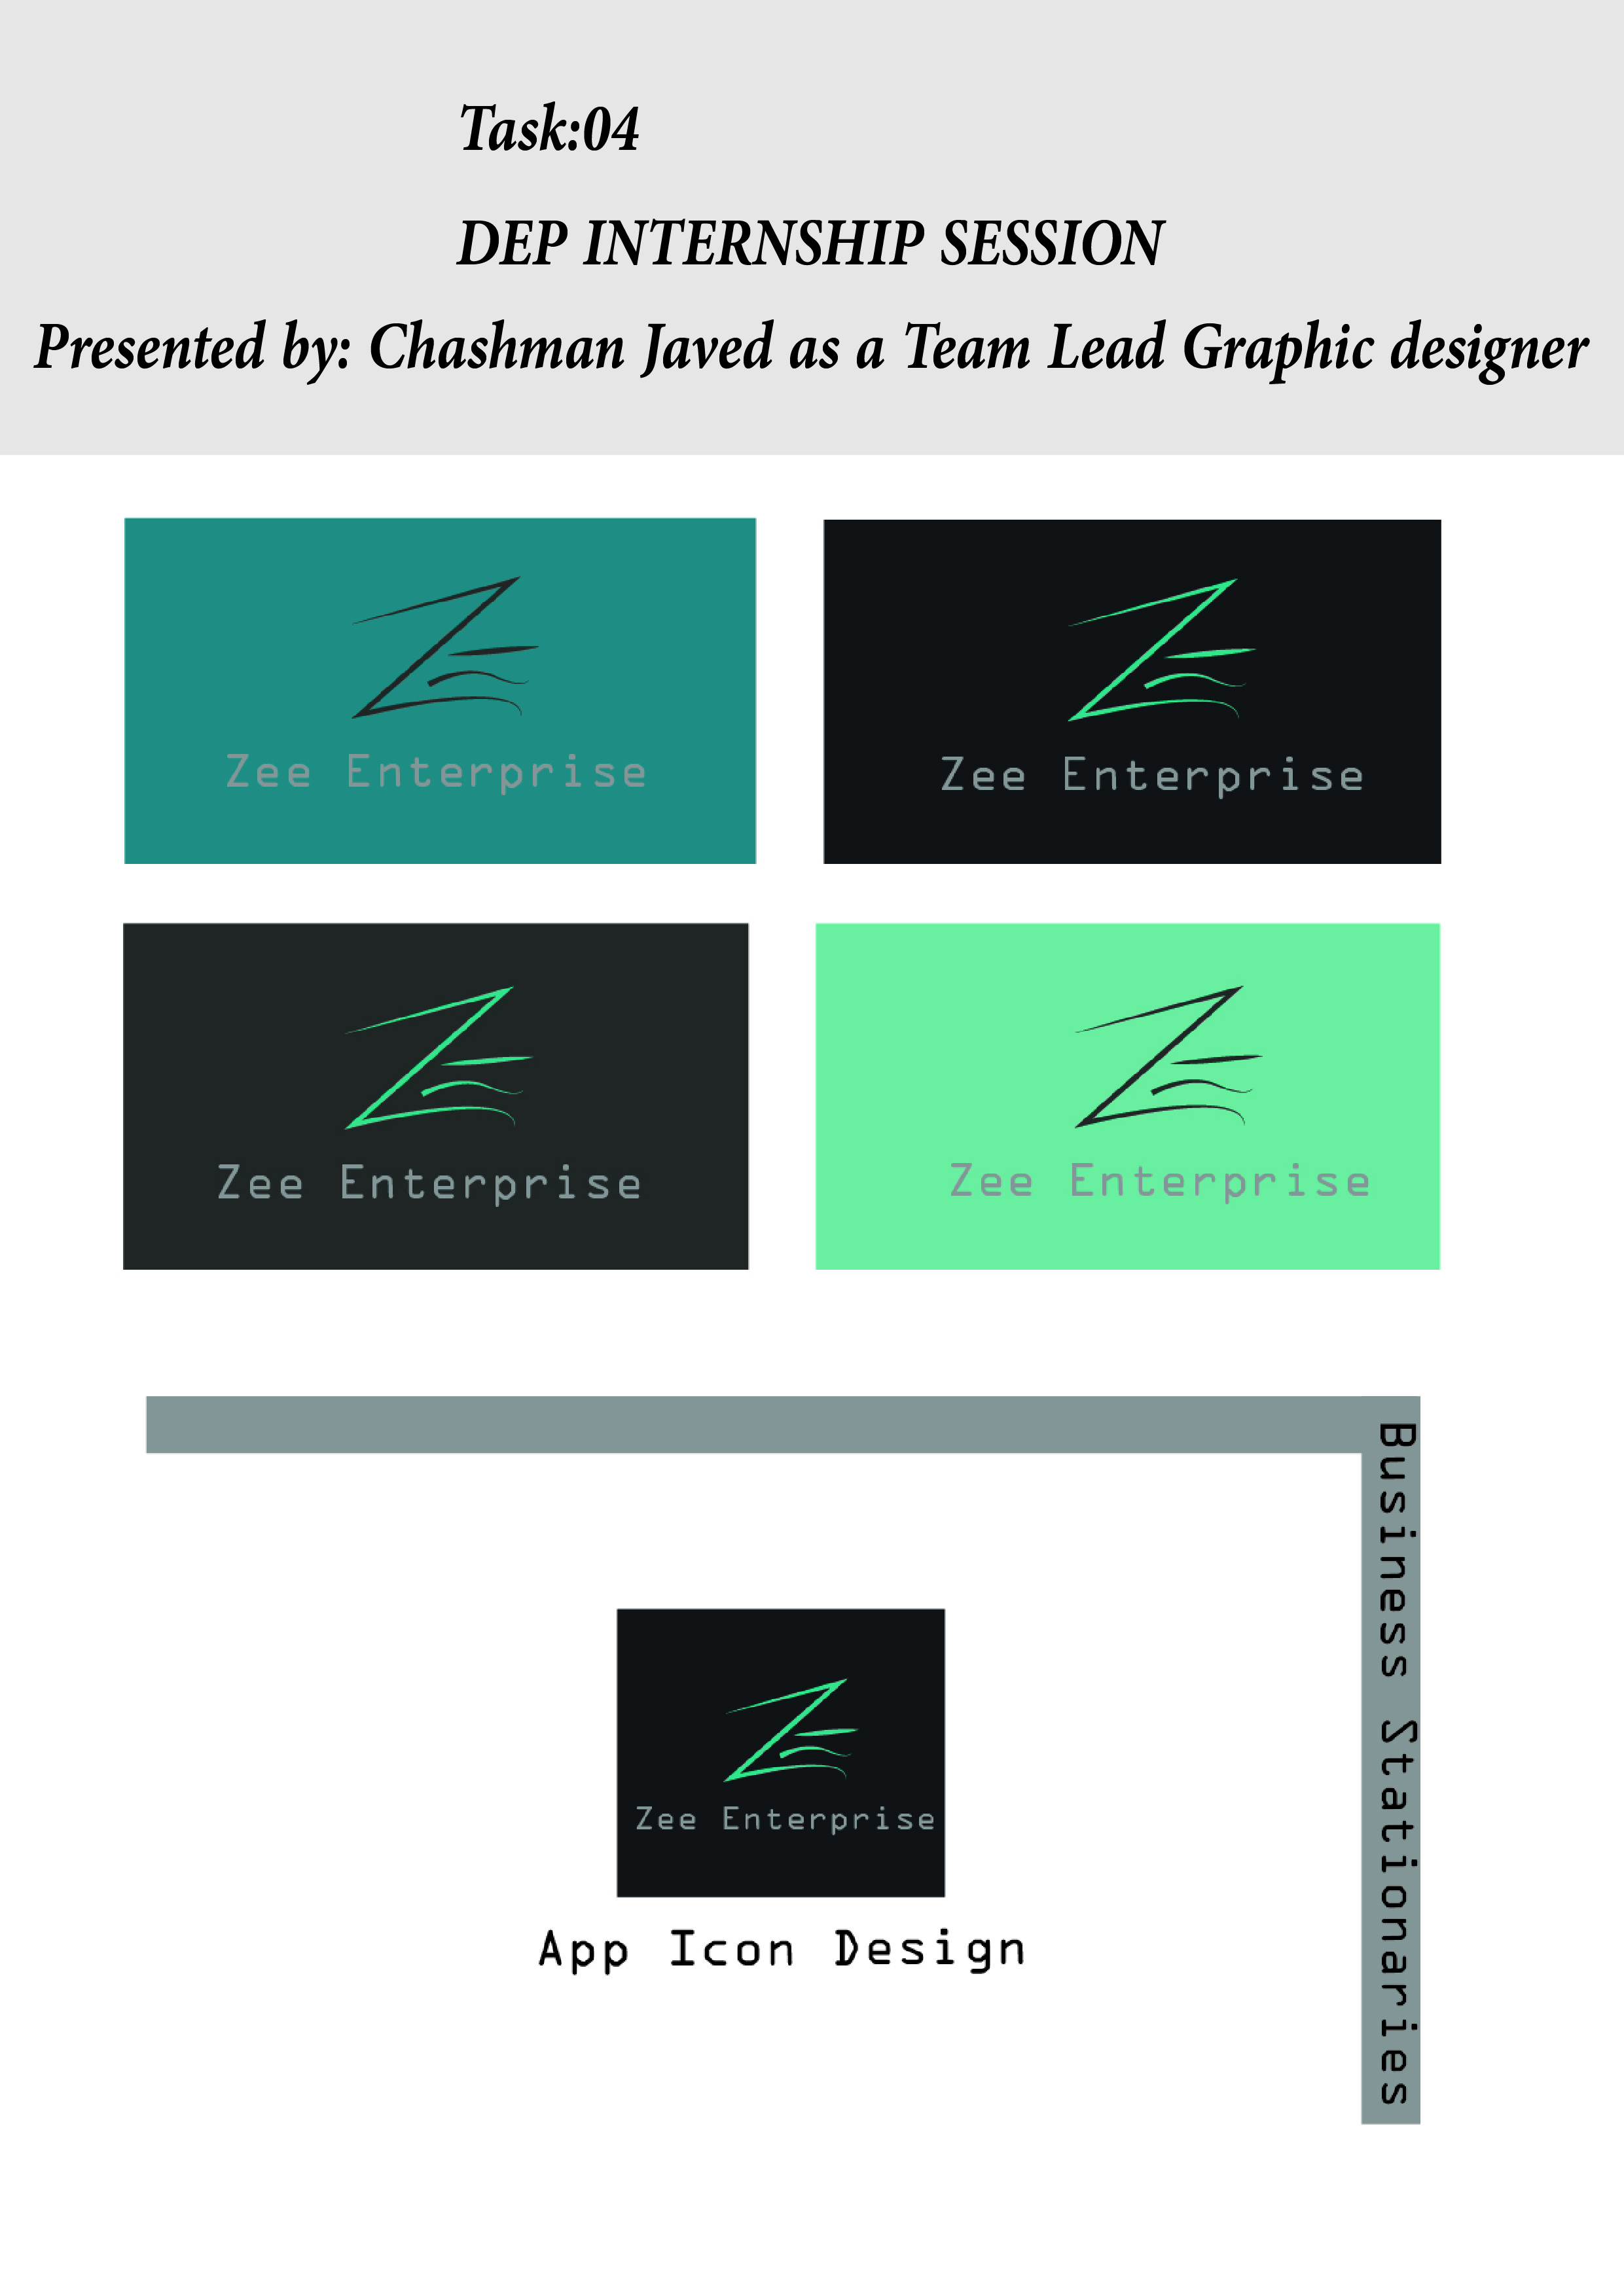 Task:04
DEP INTERNSHIP SESSION
Presented by: Chashman Javed as a Team Lead Graphic designer
Zee Enterprise
Zee Enterprise
Zee Enterprise
Zee Enterprise
Business Stationaries
Zee Enterprise
App Icon Design